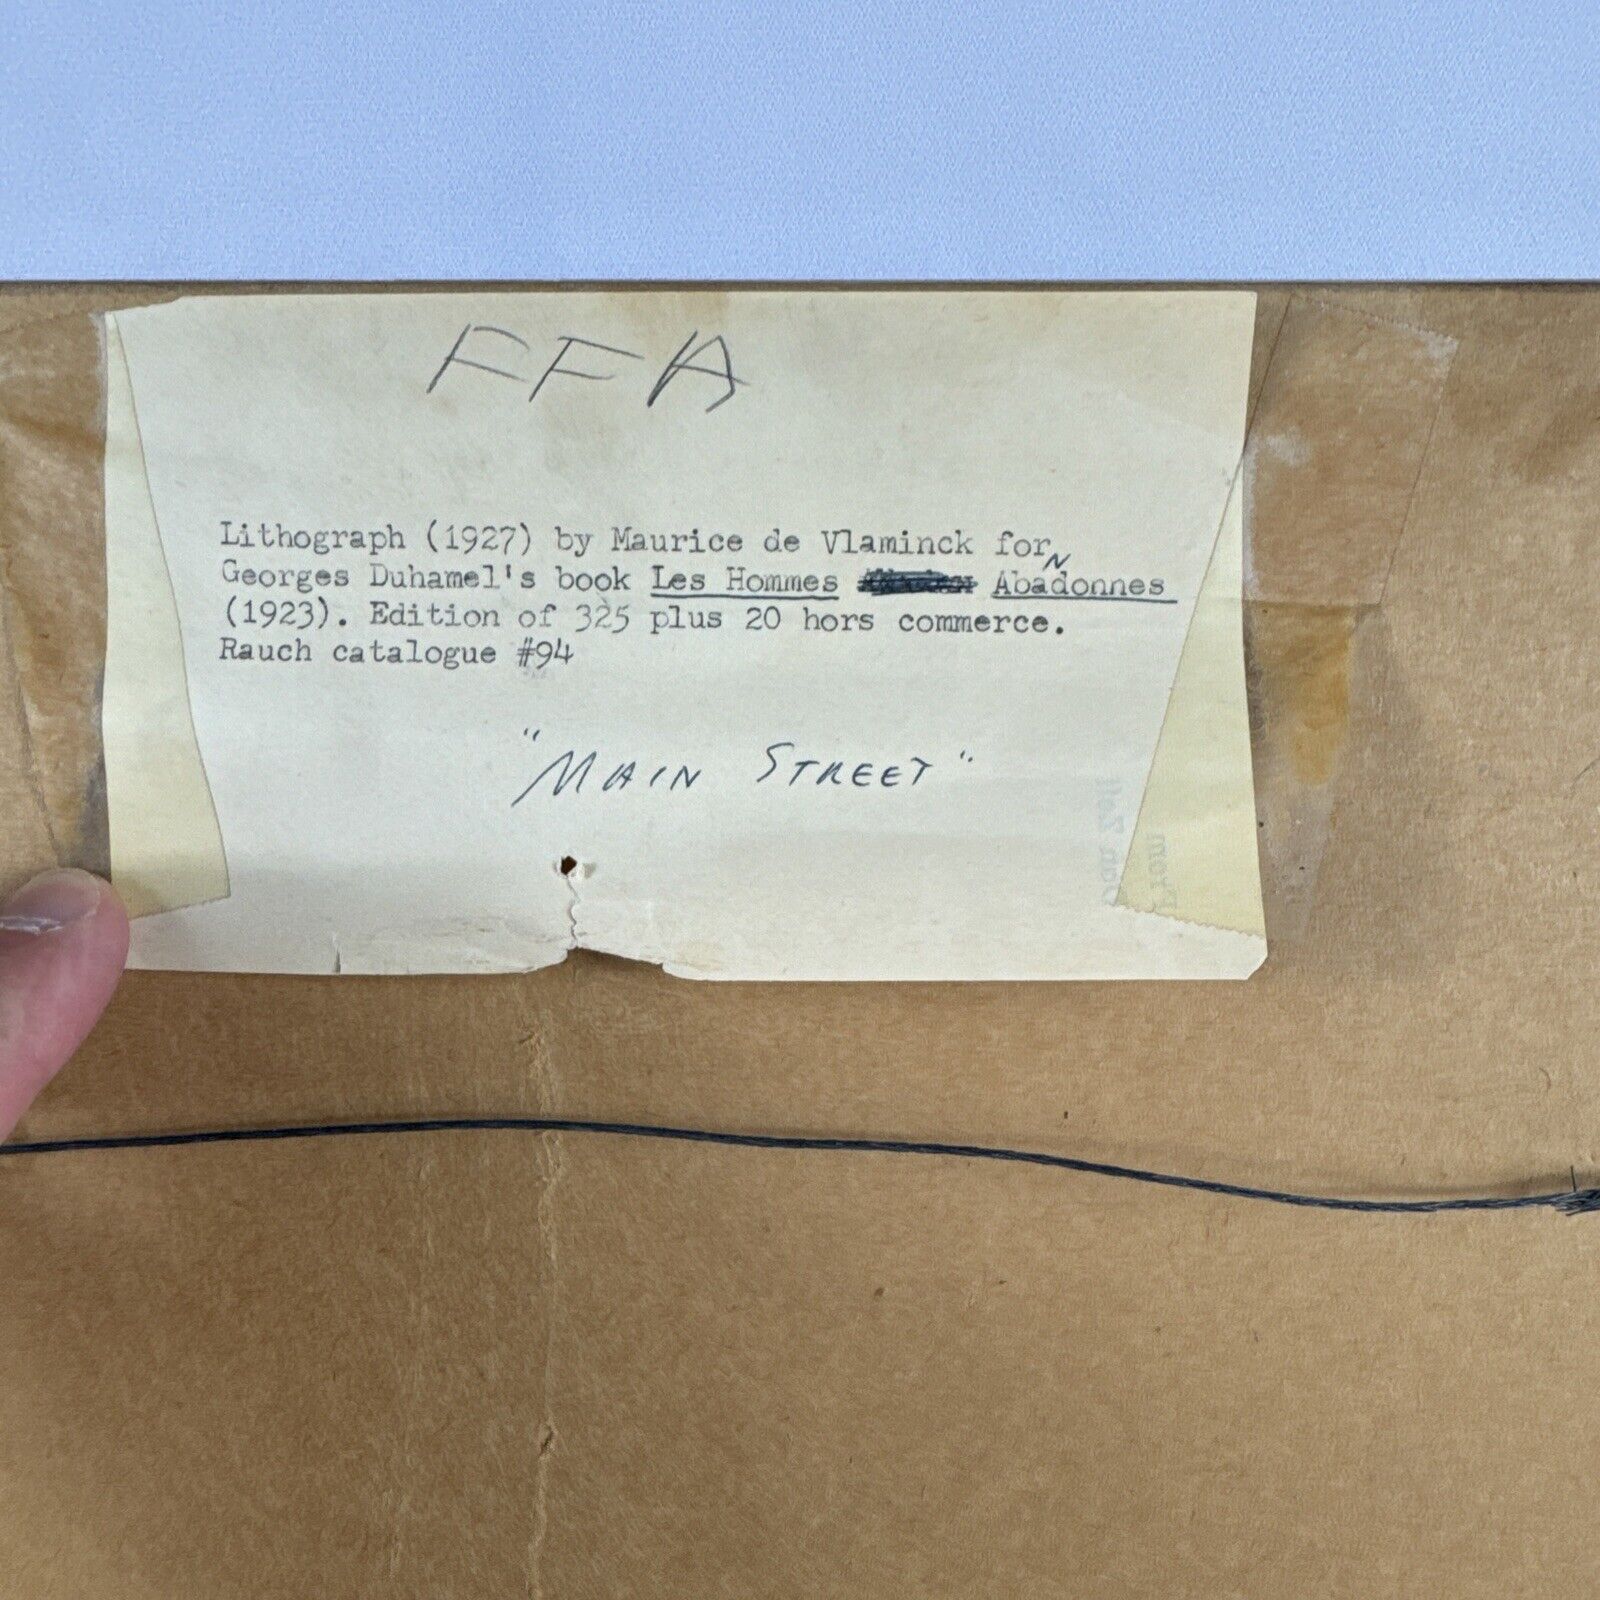 FFA
Lithograph (1927) by Maurice de Vlaminck for
N
Georges Duhamel's book Les Hommes Abadonnes
(1923). Edition of 325 plus 20 hors commerce.
Rauch catalogue #94
"MAIN STREET"
From